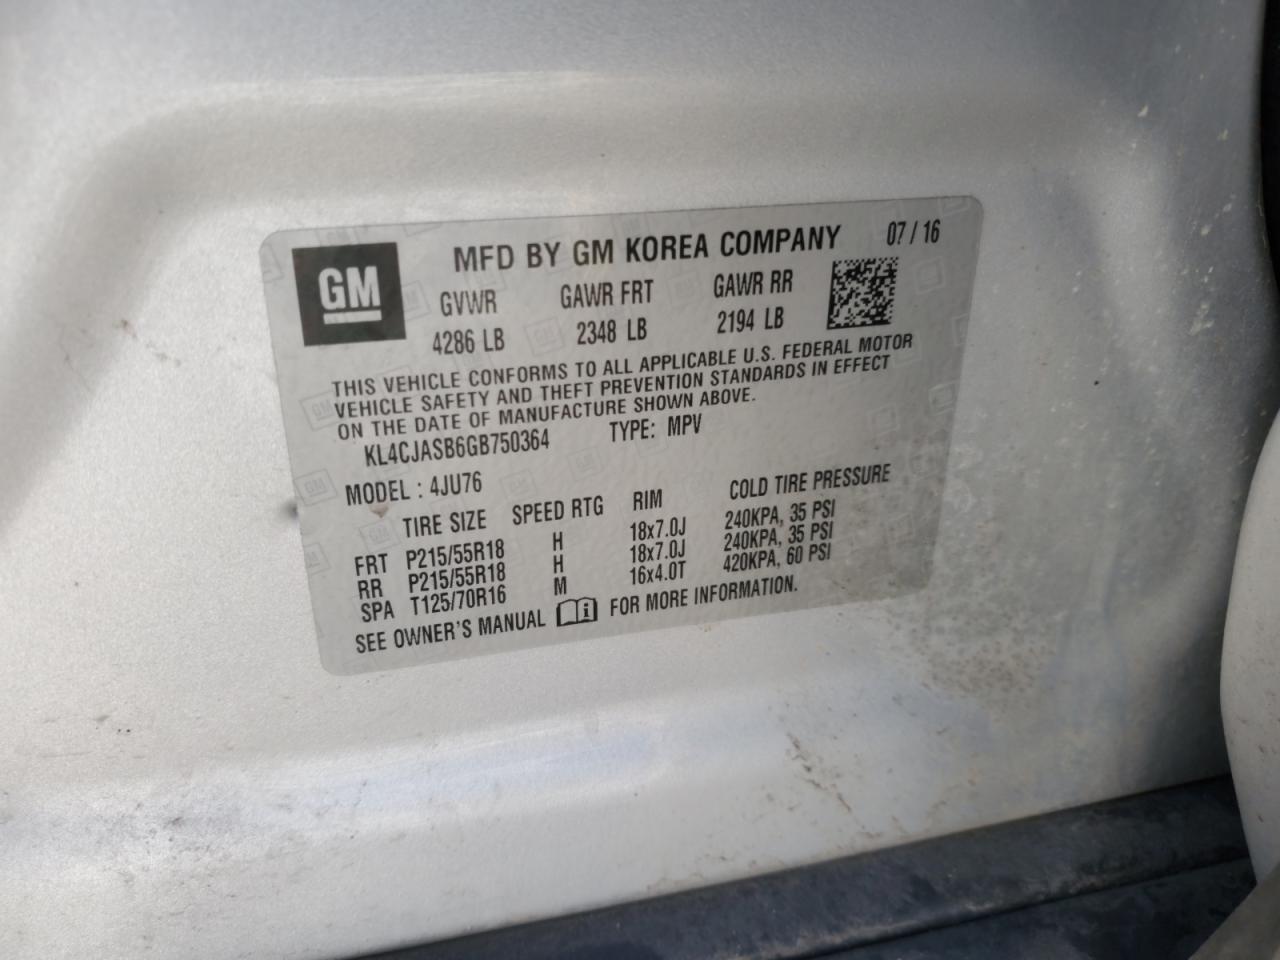 GM
MFD BY GM KOREA COMPANY 07 / 16
GVWR GAWR FRT GAWR RR
4286 LB 2348 LB 2194 LB
THIS VEHICLE CONFORMS TO ALL APPLICABLE U.S. FEDERAL MOTOR
VEHICLE SAFETY AND THEFT PREVENTION STANDARDS IN EFFECT
ON THE DATE OF MANUFACTURE SHOWN ABOVE.
KL4CJASB6GB750364 TYPE: MPV
MODEL : 4JU76
TIRE SIZE SPEED RTG RIM COLD TIRE PRESSURE
FRT P215/55R18 H 18x7.0J 240KPA, 35 PSI
RR P215/55R18 H 18x7.0J 240KPA, 35 PSI
SPA T125/70R16 M 16x4.0T 420KPA, 60 PSI
SEE OWNER'S MANUAL i FOR MORE INFORMATION.